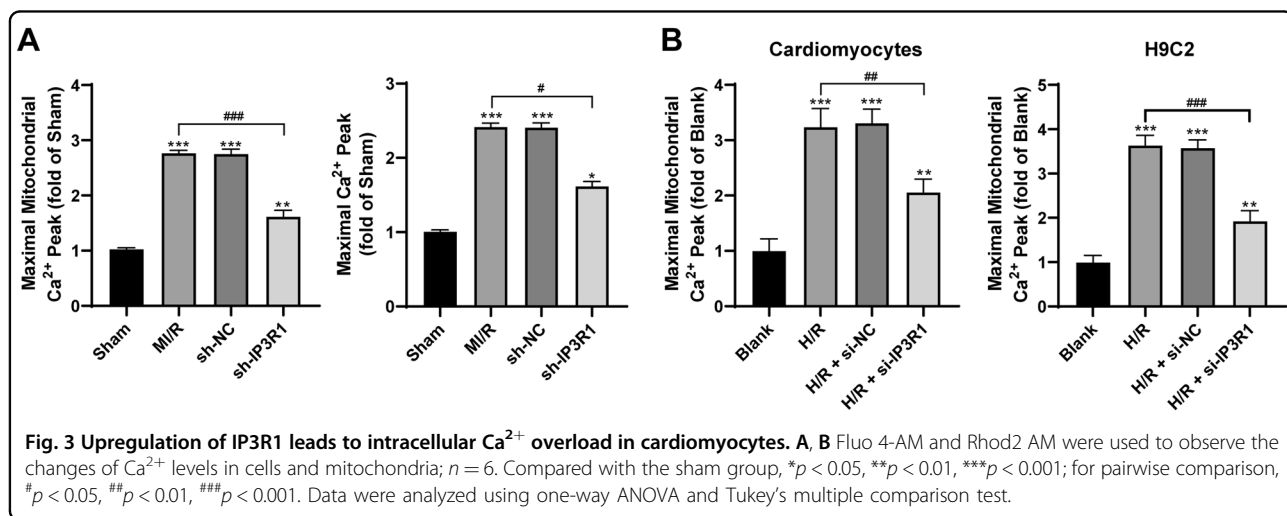 A
Maximal Mitochondrial
Ca²⁺ Peak (fold of Sham)
4
3
2
1
0
###
***
***
**
Sham
MI/R
sh-NC
sh-IP3R1
Maximal Ca²⁺ Peak
(fold of Sham)
3
2
1
0
#
***
***
*
Sham
MI/R
sh-NC
sh-IP3R1
B
Cardiomyocytes
Maximal Mitochondrial
Ca²⁺ Peak (fold of Blank)
4
3
2
1
0
##
***
***
**
Blank
H/R
H/R + si-NC
H/R + si-IP3R1
H9C2
Maximal Mitochondrial
Ca²⁺ Peak (fold of Blank)
5
4
3
2
1
0
###
***
***
**
Blank
H/R
H/R + si-NC
H/R + si-IP3R1
Fig. 3 Upregulation of IP3R1 leads to intracellular Ca²⁺ overload in cardiomyocytes. A, B Fluo 4-AM and Rhod2 AM were used to observe the
changes of Ca²⁺ levels in cells and mitochondria; n = 6. Compared with the sham group, *p < 0.05, **p < 0.01, ***p < 0.001; for pairwise comparison,
#p < 0.05, ##p < 0.01, ###p < 0.001. Data were analyzed using one-way ANOVA and Tukey's multiple comparison test.